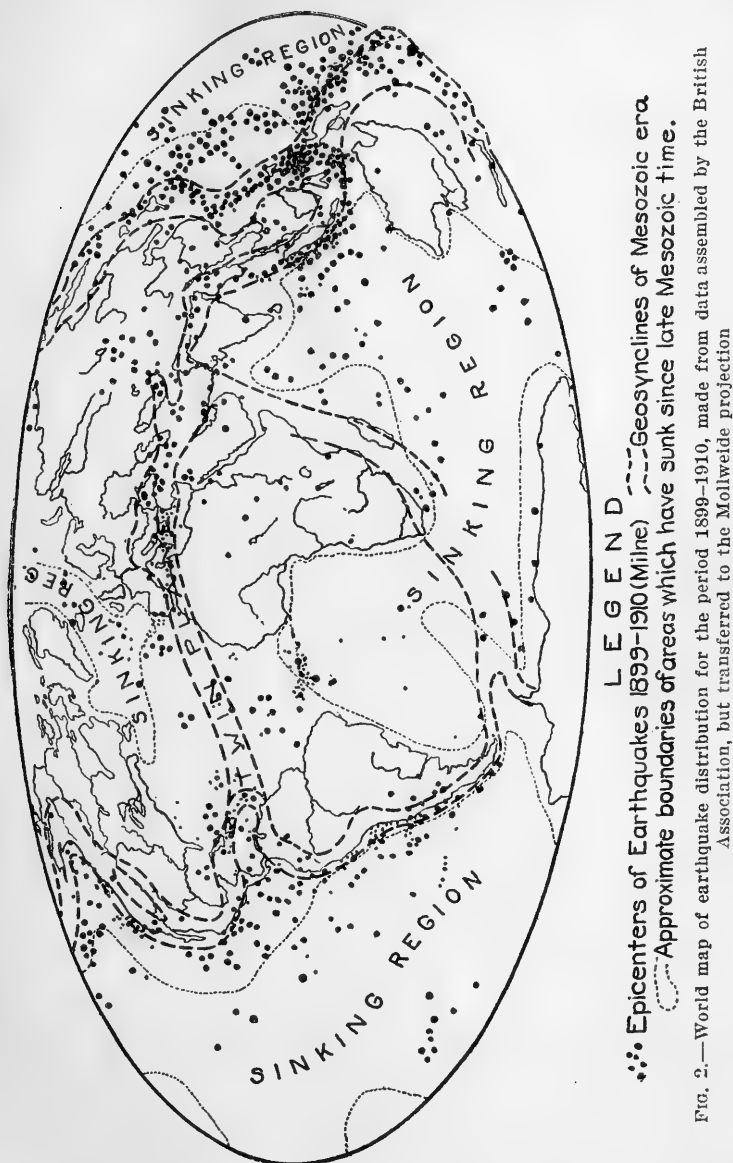 SINKING REGION
SINKING REG
SINKING
TWIN PLA
SINKING REGION
SINKING
SINKING REGION
LEGEND
Epicenters of Earthquakes 1899-1910 (Milne) Geosynclines of Mesozoic era
Approximate boundaries of areas which have sunk since late Mesozoic time.
FIG. 2.—World map of earthquake distribution for the period 1899–1910, made from data assembled by the British
Association, but transferred to the Mollweide projection